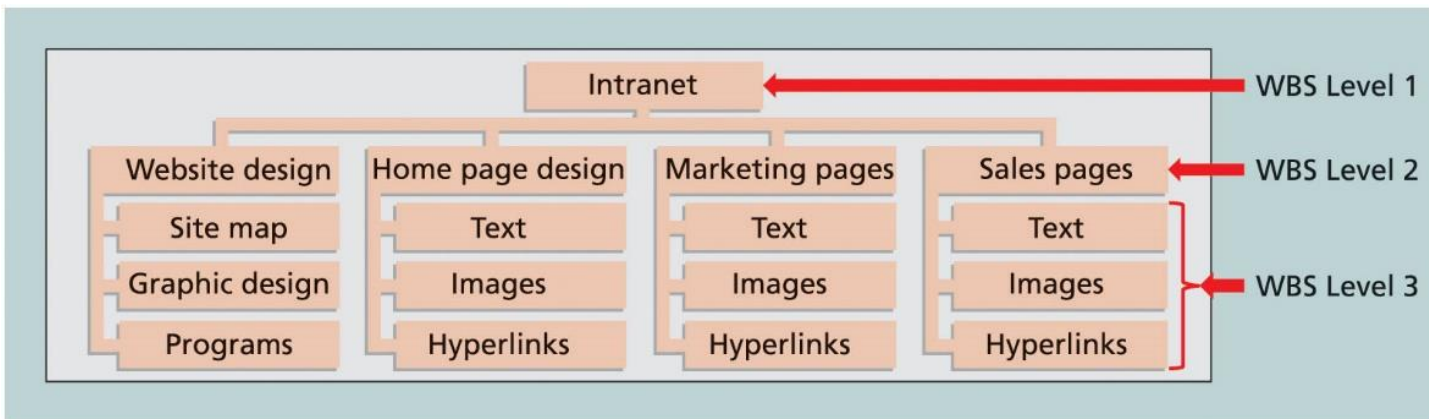 Intranet
WBS Level 1
Website design
Home page design
Marketing pages
Sales pages
WBS Level 2
Site map
Text
Text
Text
Graphic design
Images
Images
Images
WBS Level 3
Programs
Hyperlinks
Hyperlinks
Hyperlinks